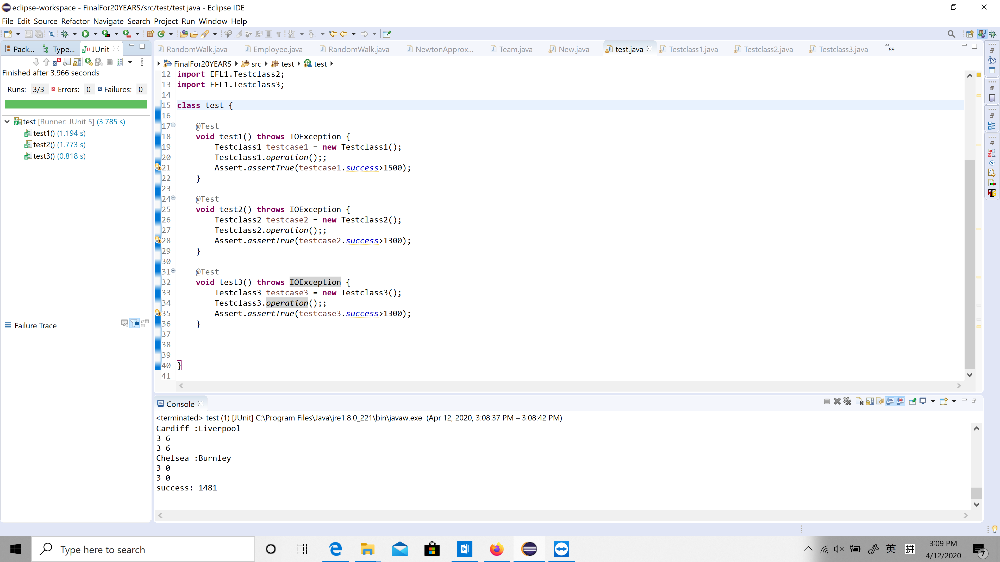 eclipse-workspace - FinalFor20YEARS/src/test/test.java - Eclipse IDE
File Edit Source Refactor Navigate Search Project Run Window Help
Pack... Type... JUnit
RandomWalk.java Employee.java RandomWalk.java NewtonApprox... Team.java New.java test.java Testclass1.java Testclass2.java Testclass3.java »89
FinalFor20YEARS src test test
Finished after 3.966 seconds
Runs: 3/3 Errors: 0 Failures: 0
test [Runner: JUnit 5] (3.785 s)
test1() (1.194 s)
test2() (1.773 s)
test3() (0.818 s)
Failure Trace
12 import EFL1.Testclass2;
13 import EFL1.Testclass3;
14
15 class test {
16
17 @Test
18 void test1() throws IOException {
19 Testclass1 testcase1 = new Testclass1();
20 Testclass1.operation();;
21 Assert.assertTrue(testcase1.success>1500);
22 }
23
24 @Test
25 void test2() throws IOException {
26 Testclass2 testcase2 = new Testclass2();
27 Testclass2.operation();;
28 Assert.assertTrue(testcase2.success>1300);
29 }
30
31 @Test
32 void test3() throws IOException {
33 Testclass3 testcase3 = new Testclass3();
34 Testclass3.operation();;
35 Assert.assertTrue(testcase3.success>1300);
36 }
37
38
39
40 }
41
Console
<terminated> test (1) [JUnit] C:\Program Files\Java\jre1.8.0_221\bin\javaw.exe (Apr 12, 2020, 3:08:37 PM – 3:08:42 PM)
Cardiff :Liverpool
3 6
3 6
Chelsea :Burnley
3 0
3 0
success: 1481
Type here to search
英 拼
3:09 PM
4/12/2020
7